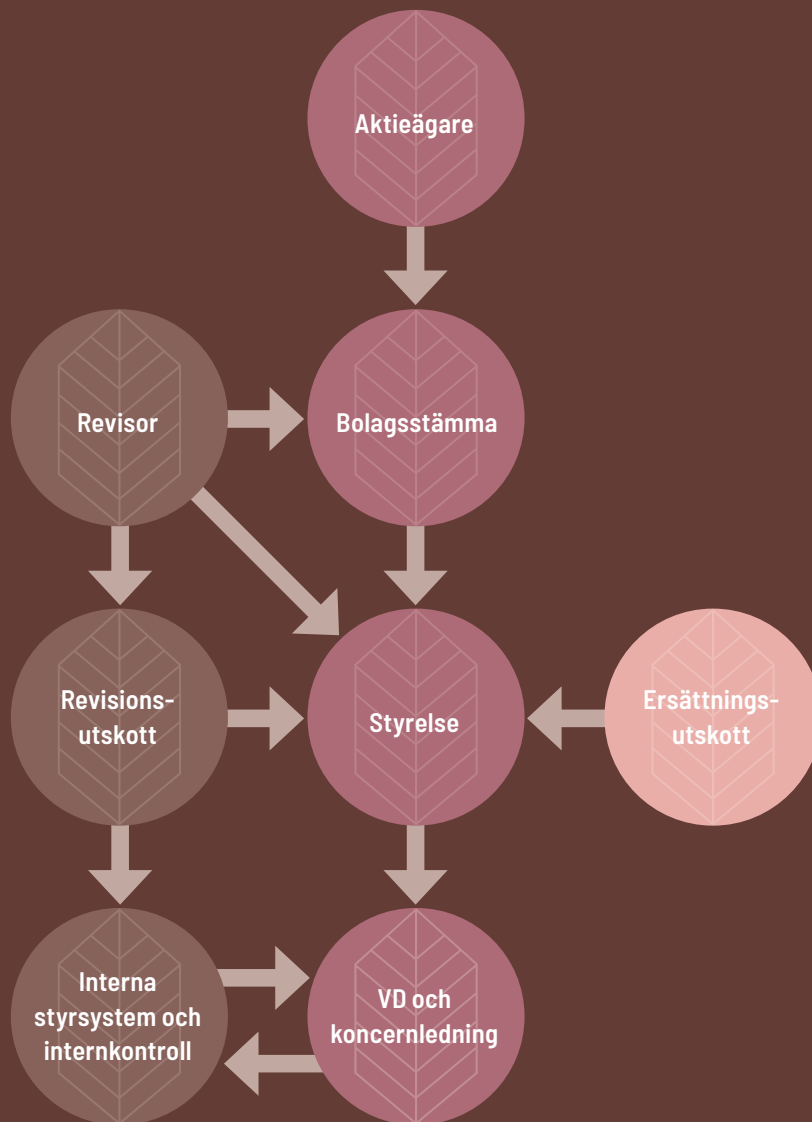 Aktieägare
Revisor
Bolagsstämma
Revisions-
utskott
Styrelse
Ersättnings-
utskott
Interna
styrsystem och
internkontroll
VD och
koncernledning